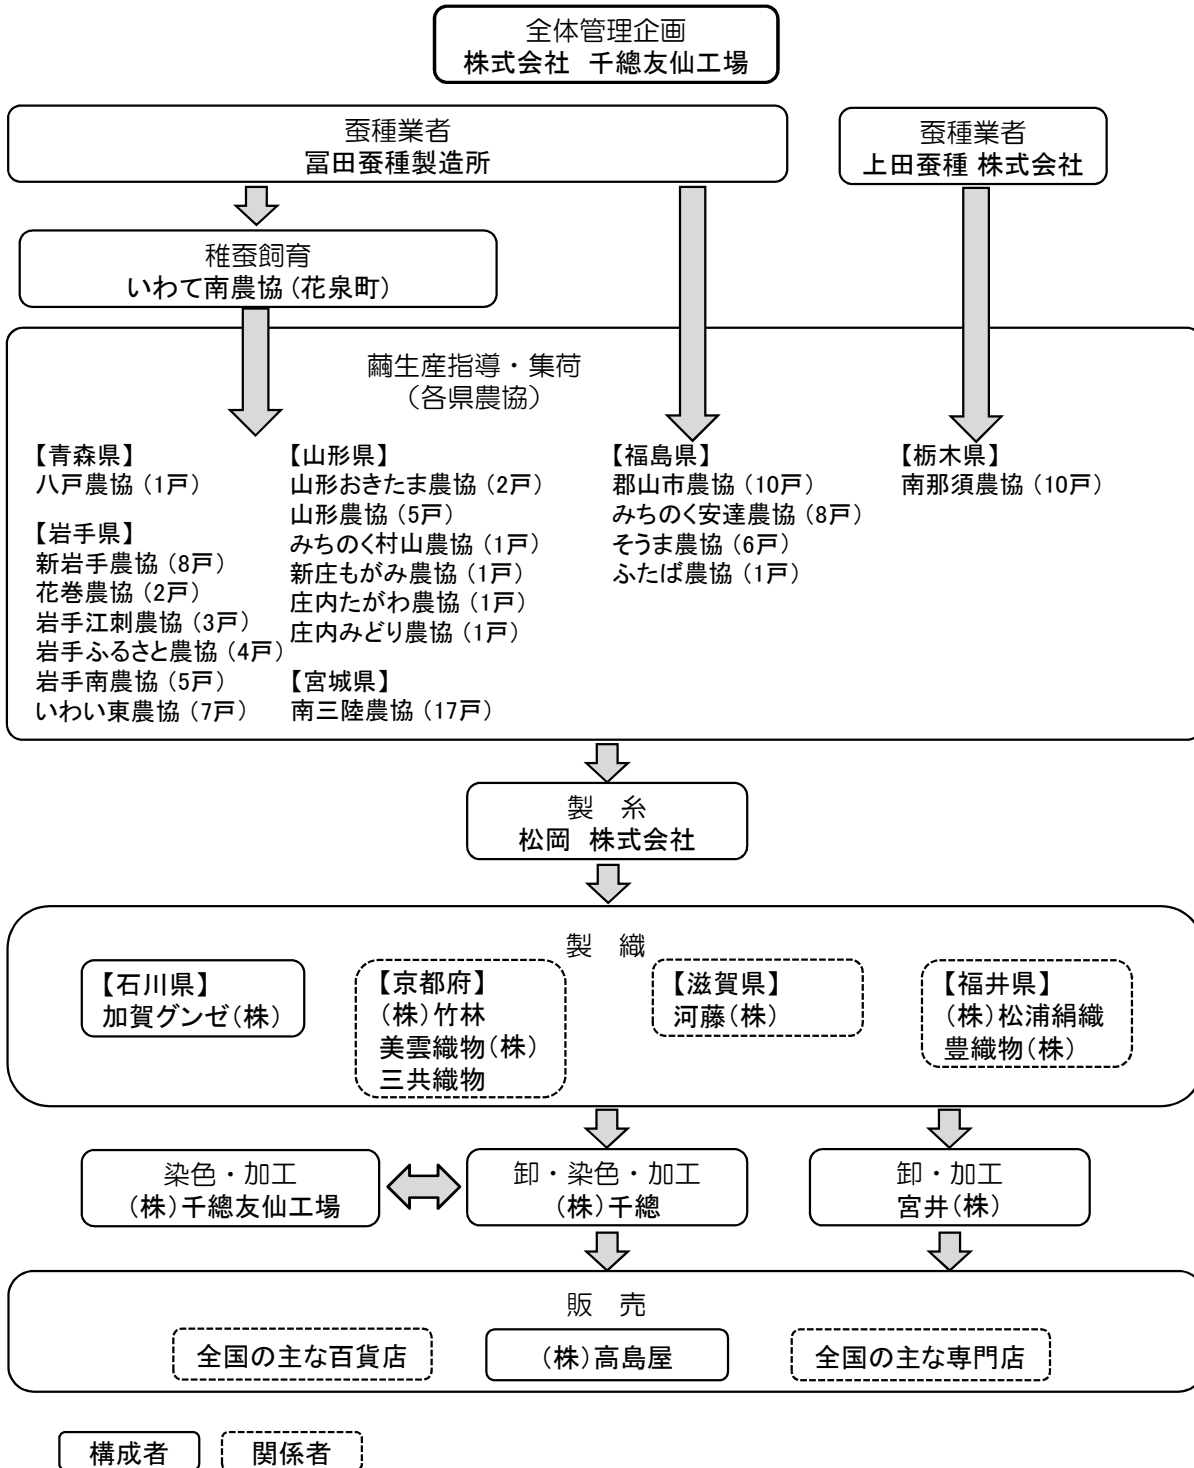 全体管理企画
株式会社 千總友仙工場
蚕種業者
冨田蚕種製造所
蚕種業者
上田蚕種 株式会社
稚蚕飼育
いわて南農協(花泉町)
繭生産指導・集荷
(各県農協)
【青森県】
八戸農協(1戸)
【岩手県】
新岩手農協(8戸)
花巻農協(2戸)
岩手江刺農協(3戸)
岩手ふるさと農協(4戸)
岩手南農協(5戸)
いわい東農協(7戸)
【山形県】
山形おきたま農協(2戸)
山形農協(5戸)
みちのく村山農協(1戸)
新庄もがみ農協(1戸)
庄内たがわ農協(1戸)
庄内みどり農協(1戸)
【宮城県】
南三陸農協(17戸)
【福島県】
郡山市農協(10戸)
みちのく安達農協(8戸)
そうま農協(6戸)
ふたば農協(1戸)
【栃木県】
南那須農協(10戸)
製 糸
松岡 株式会社
製 織
【石川県】
加賀グンゼ(株)
【京都府】
(株)竹林
美雲織物(株)
三共織物
【滋賀県】
河藤(株)
【福井県】
(株)松浦絹織
豊織物(株)
染色・加工
(株)千總友仙工場
卸・染色・加工
(株)千總
卸・加工
宮井(株)
販 売
全国の主な百貨店
(株)高島屋
全国の主な専門店
構成者
関係者